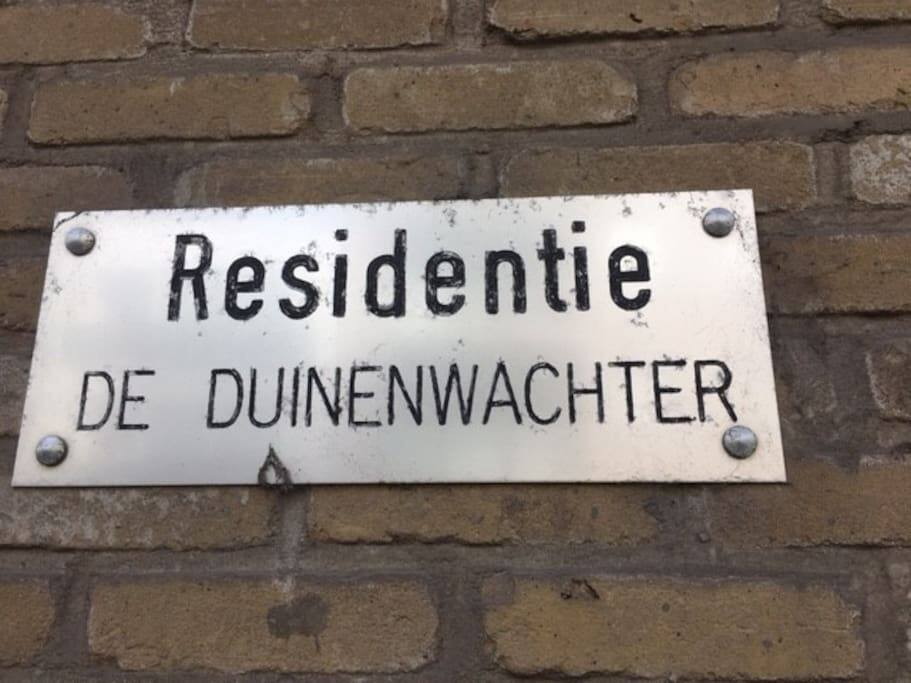 Residentie
DE DUINENWACHTER